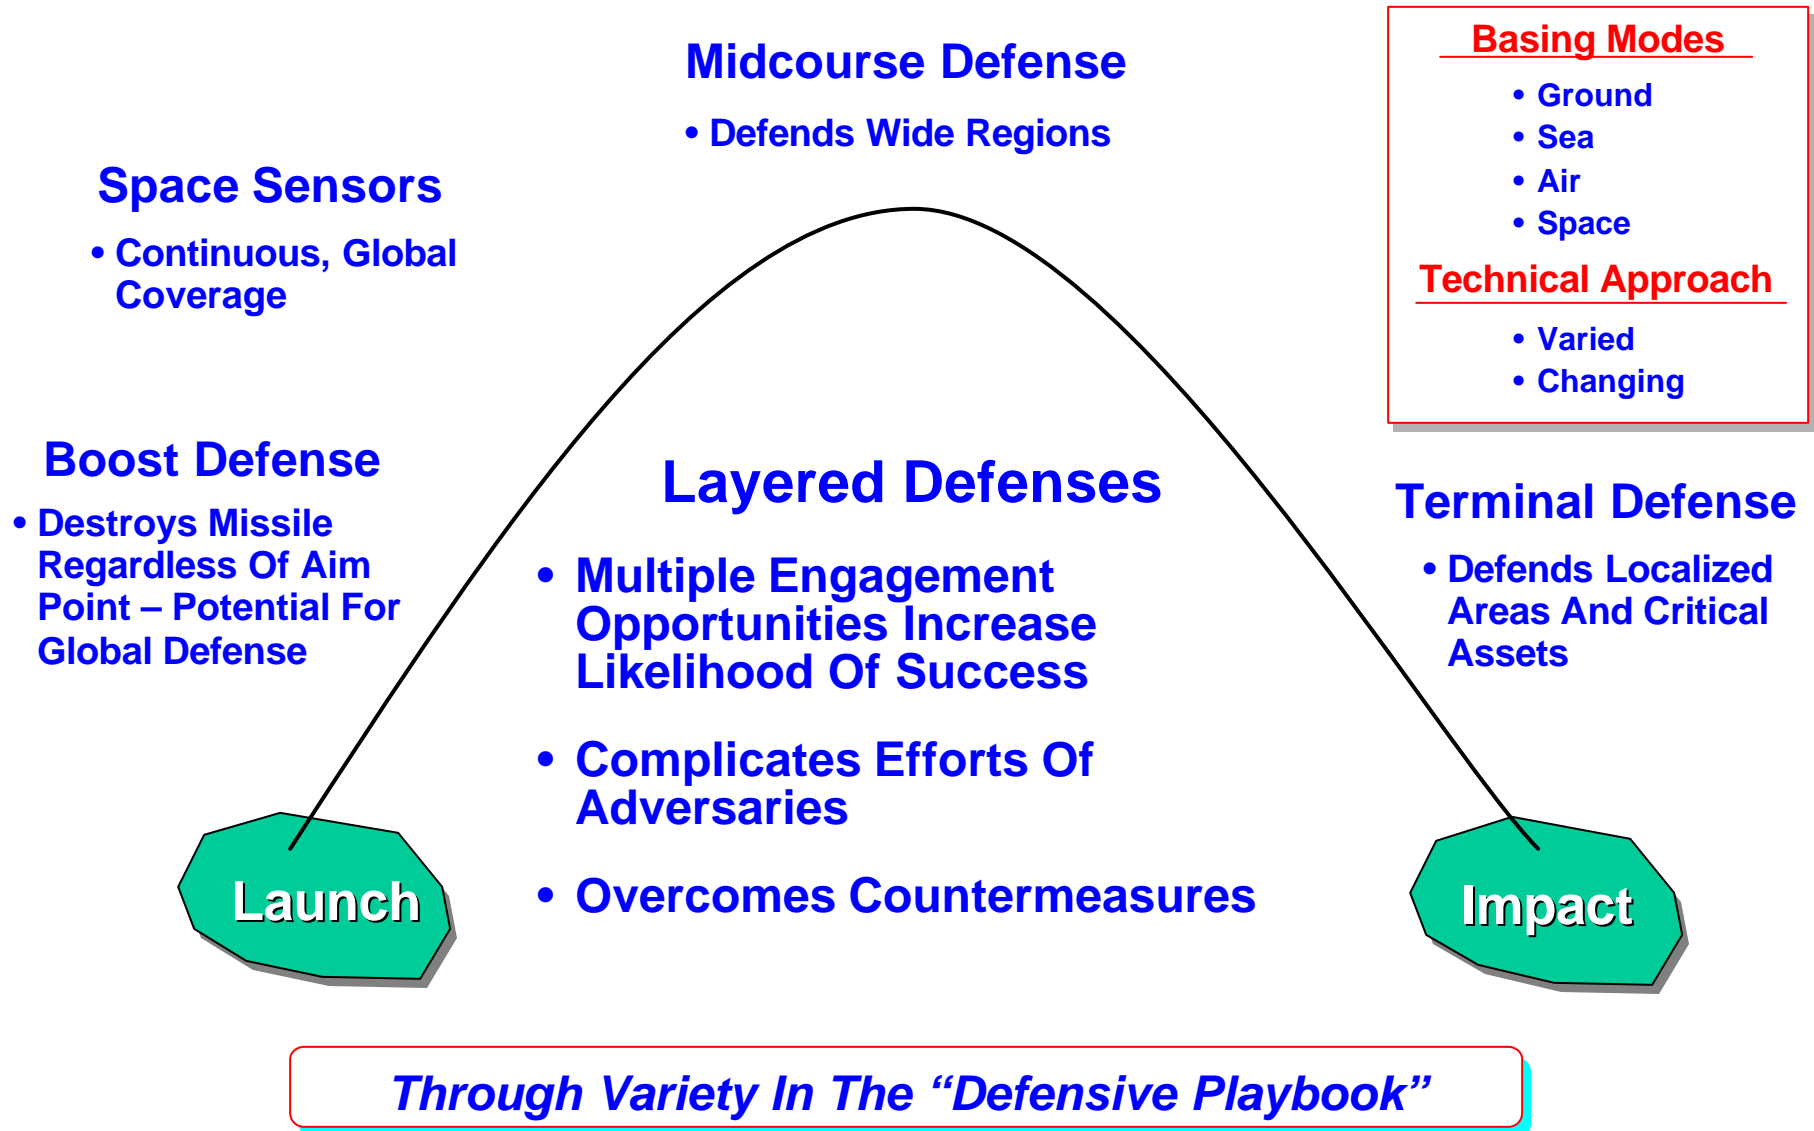 Midcourse Defense
• Defends Wide Regions
Basing Modes
• Ground
• Sea
• Air
• Space
Technical Approach
• Varied
• Changing
Space Sensors
• Continuous, Global
Coverage
Boost Defense
• Destroys Missile
Regardless Of Aim
Point – Potential For
Global Defense
Layered Defenses
• Multiple Engagement
Opportunities Increase
Likelihood Of Success
• Complicates Efforts Of
Adversaries
• Overcomes Countermeasures
Terminal Defense
• Defends Localized
Areas And Critical
Assets
Launch
Impact
Through Variety In The “Defensive Playbook”